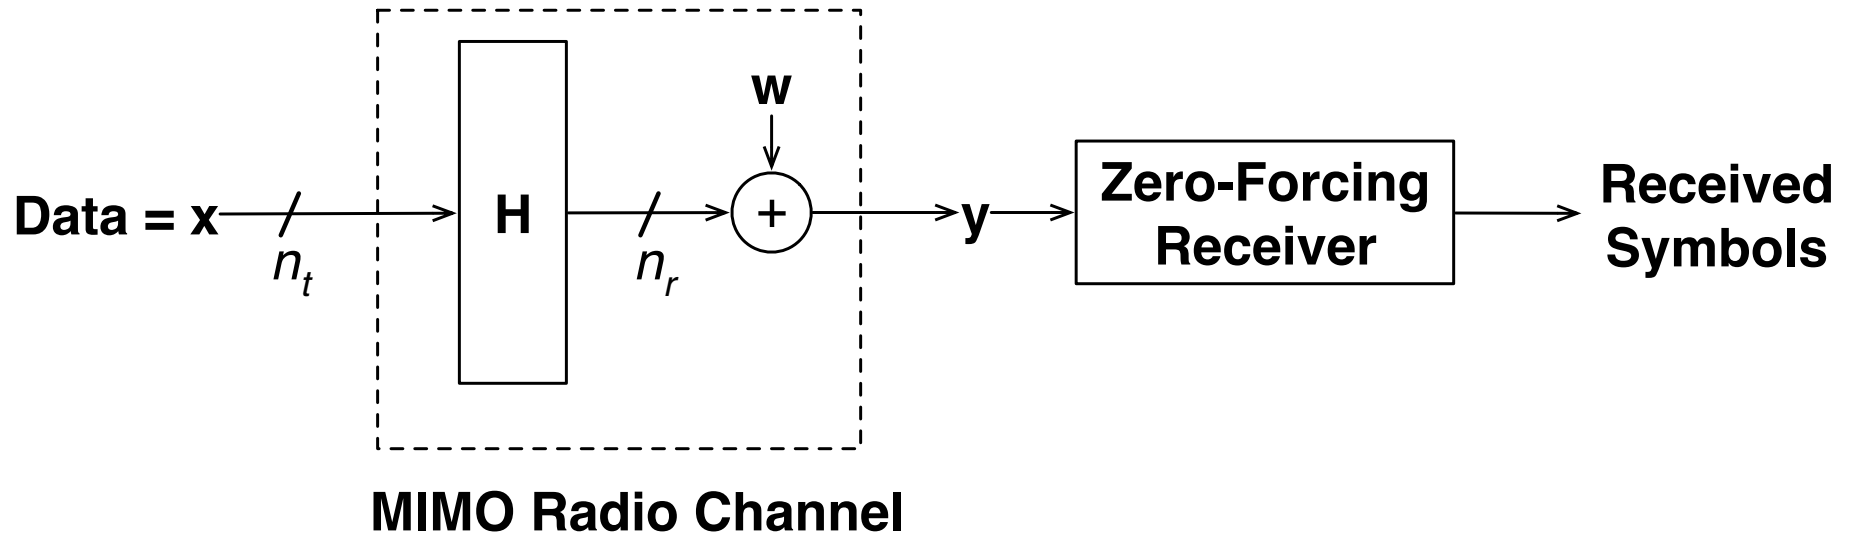 w
Data = x
n_t
H
n_r
+
y
Zero-Forcing
Receiver
Received
Symbols
MIMO Radio Channel